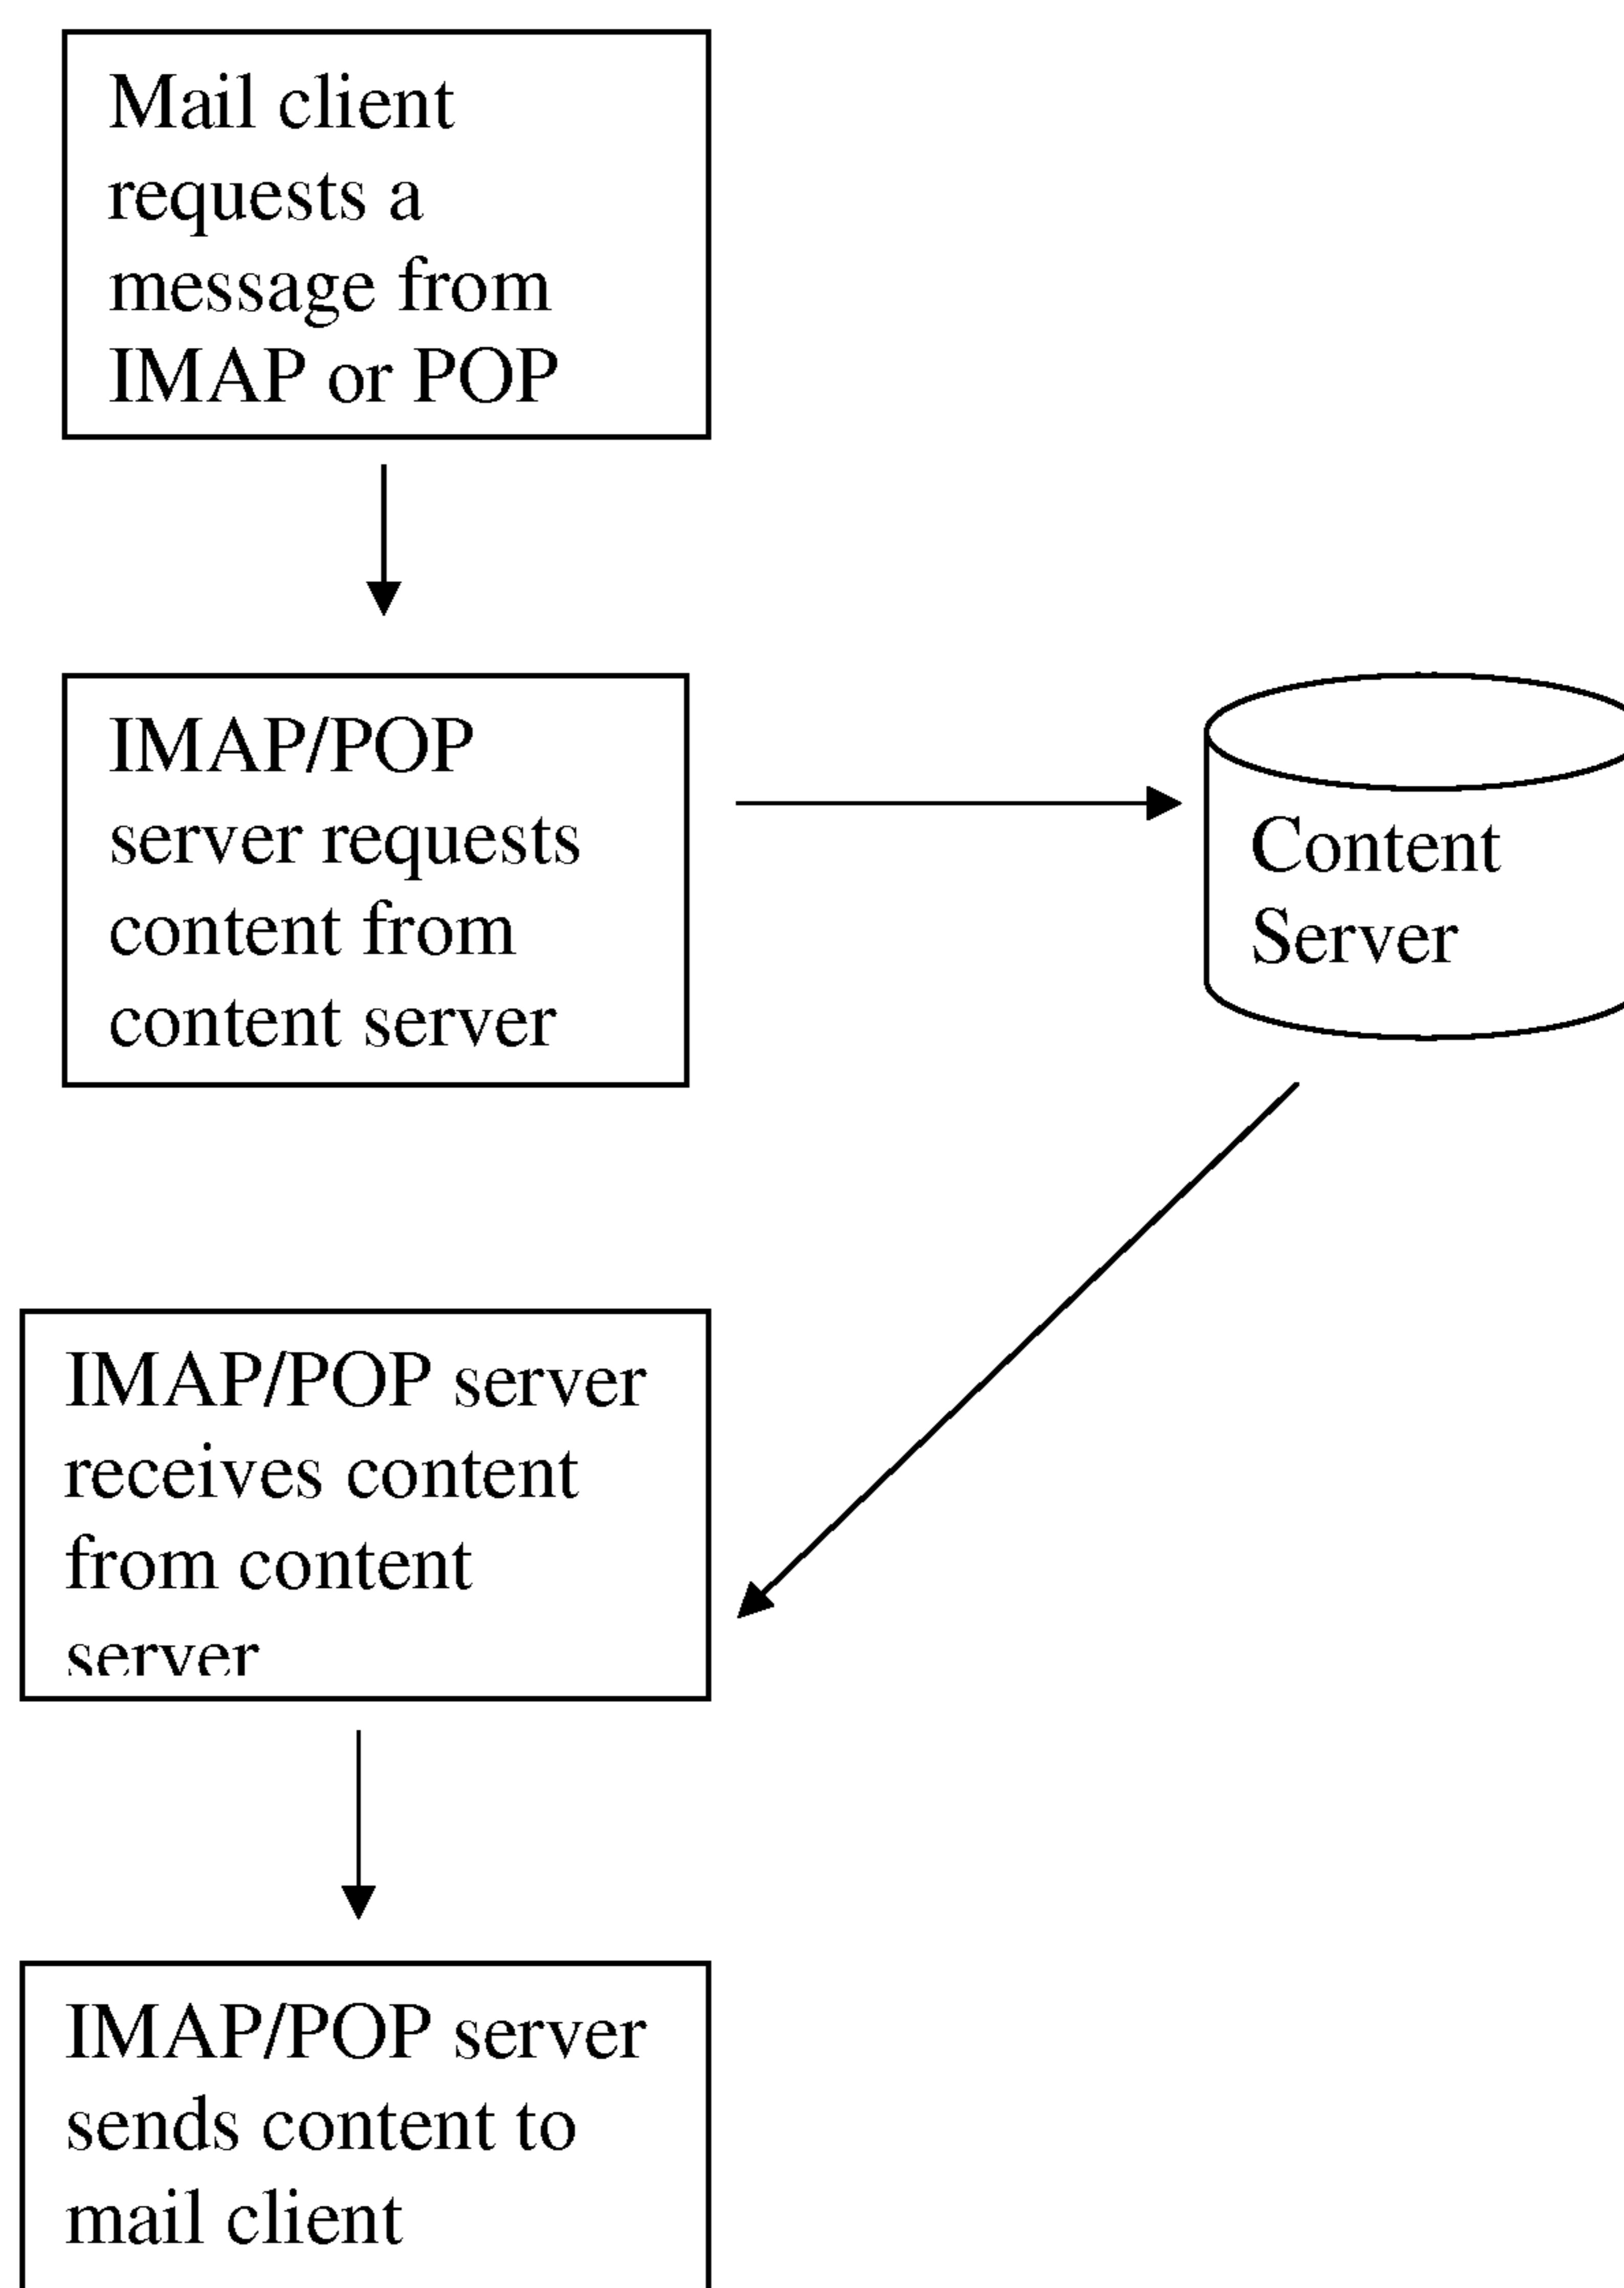 Mail client
requests a
message from
IMAP or POP
IMAP/POP
server requests
content from
content server
Content
Server
IMAP/POP server
receives content
from content
server
IMAP/POP server
sends content to
mail client